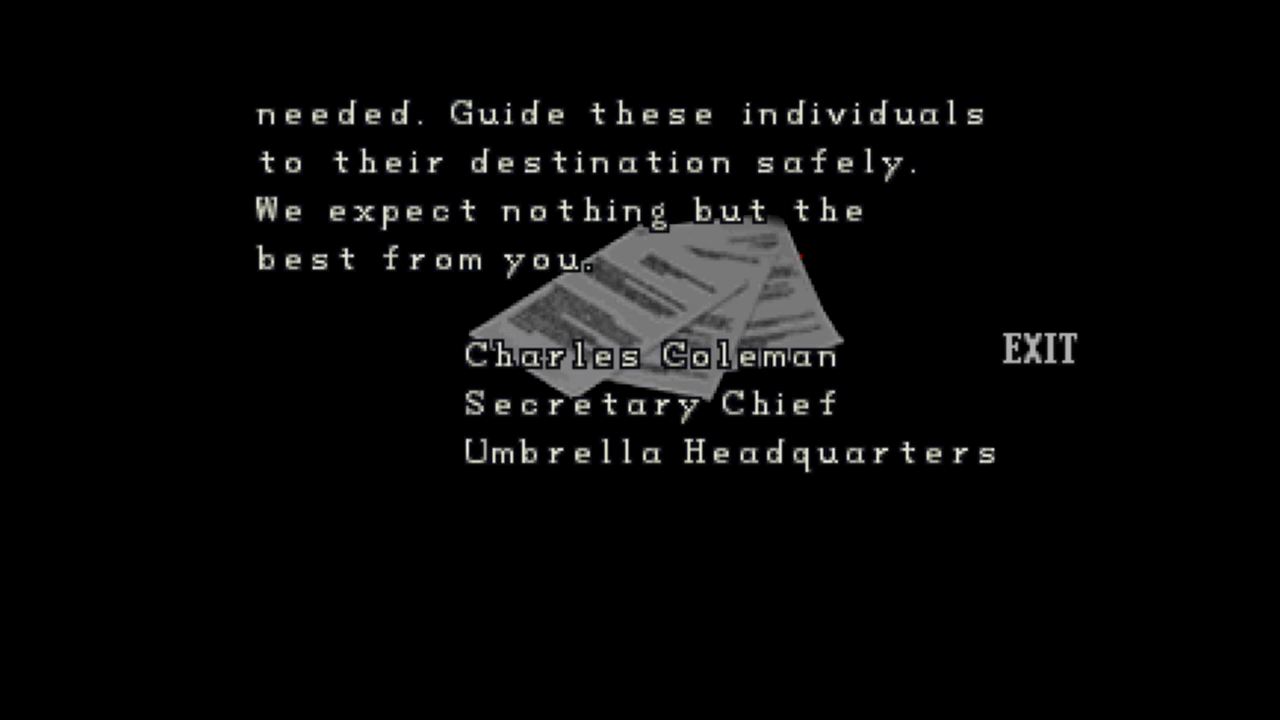 needed. Guide these individuals
to their destination safely.
We expect nothing but the
best from you.
Charles Coleman
EXIT
Secretary Chief
Umbrella Headquarters